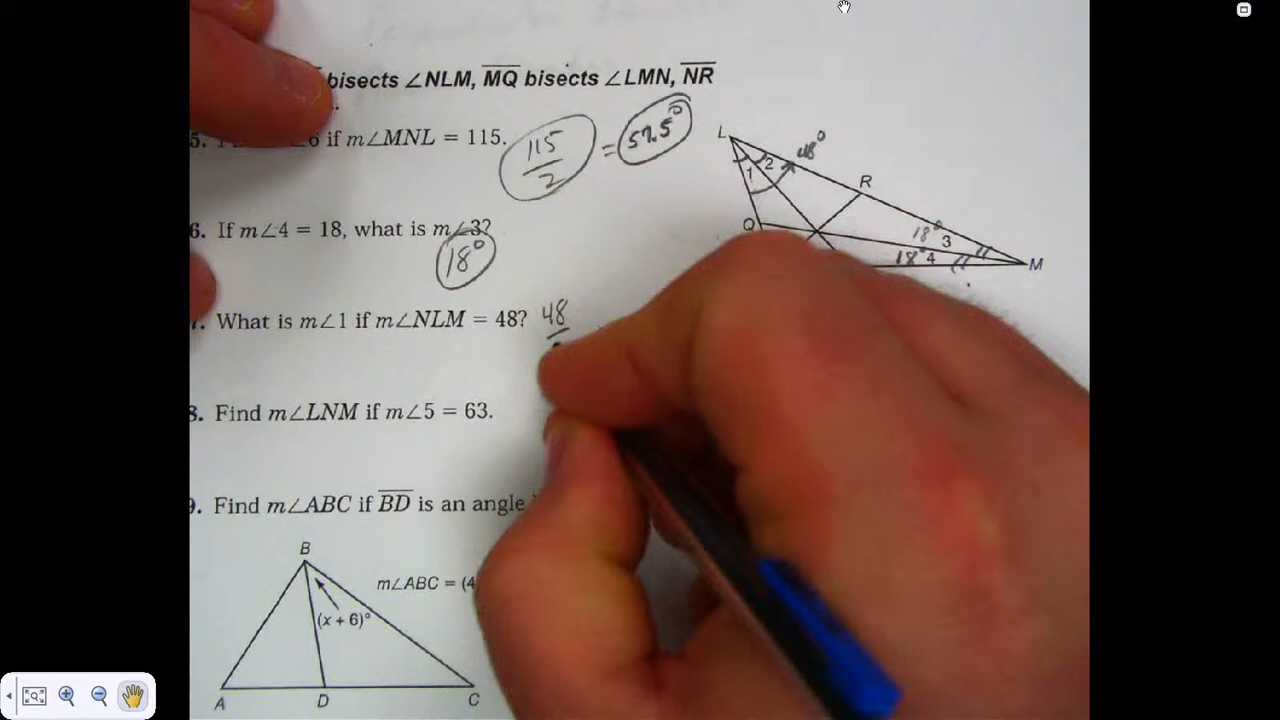 bisects ∠NLM, MQ bisects ∠LMN, NR
5. 6 if m∠MNL = 115.
115/2 = 57.5°
6. If m∠4 = 18, what is m∠3?
18°
. What is m∠1 if m∠NLM = 48? 48
8. Find m∠LNM if m∠5 = 63.
9. Find m∠ABC if BD is an angle
L
1
2
48°
R
Q
18°
3
18°
4
M
B
m∠ABC = (4
(x + 6)°
A
D
C